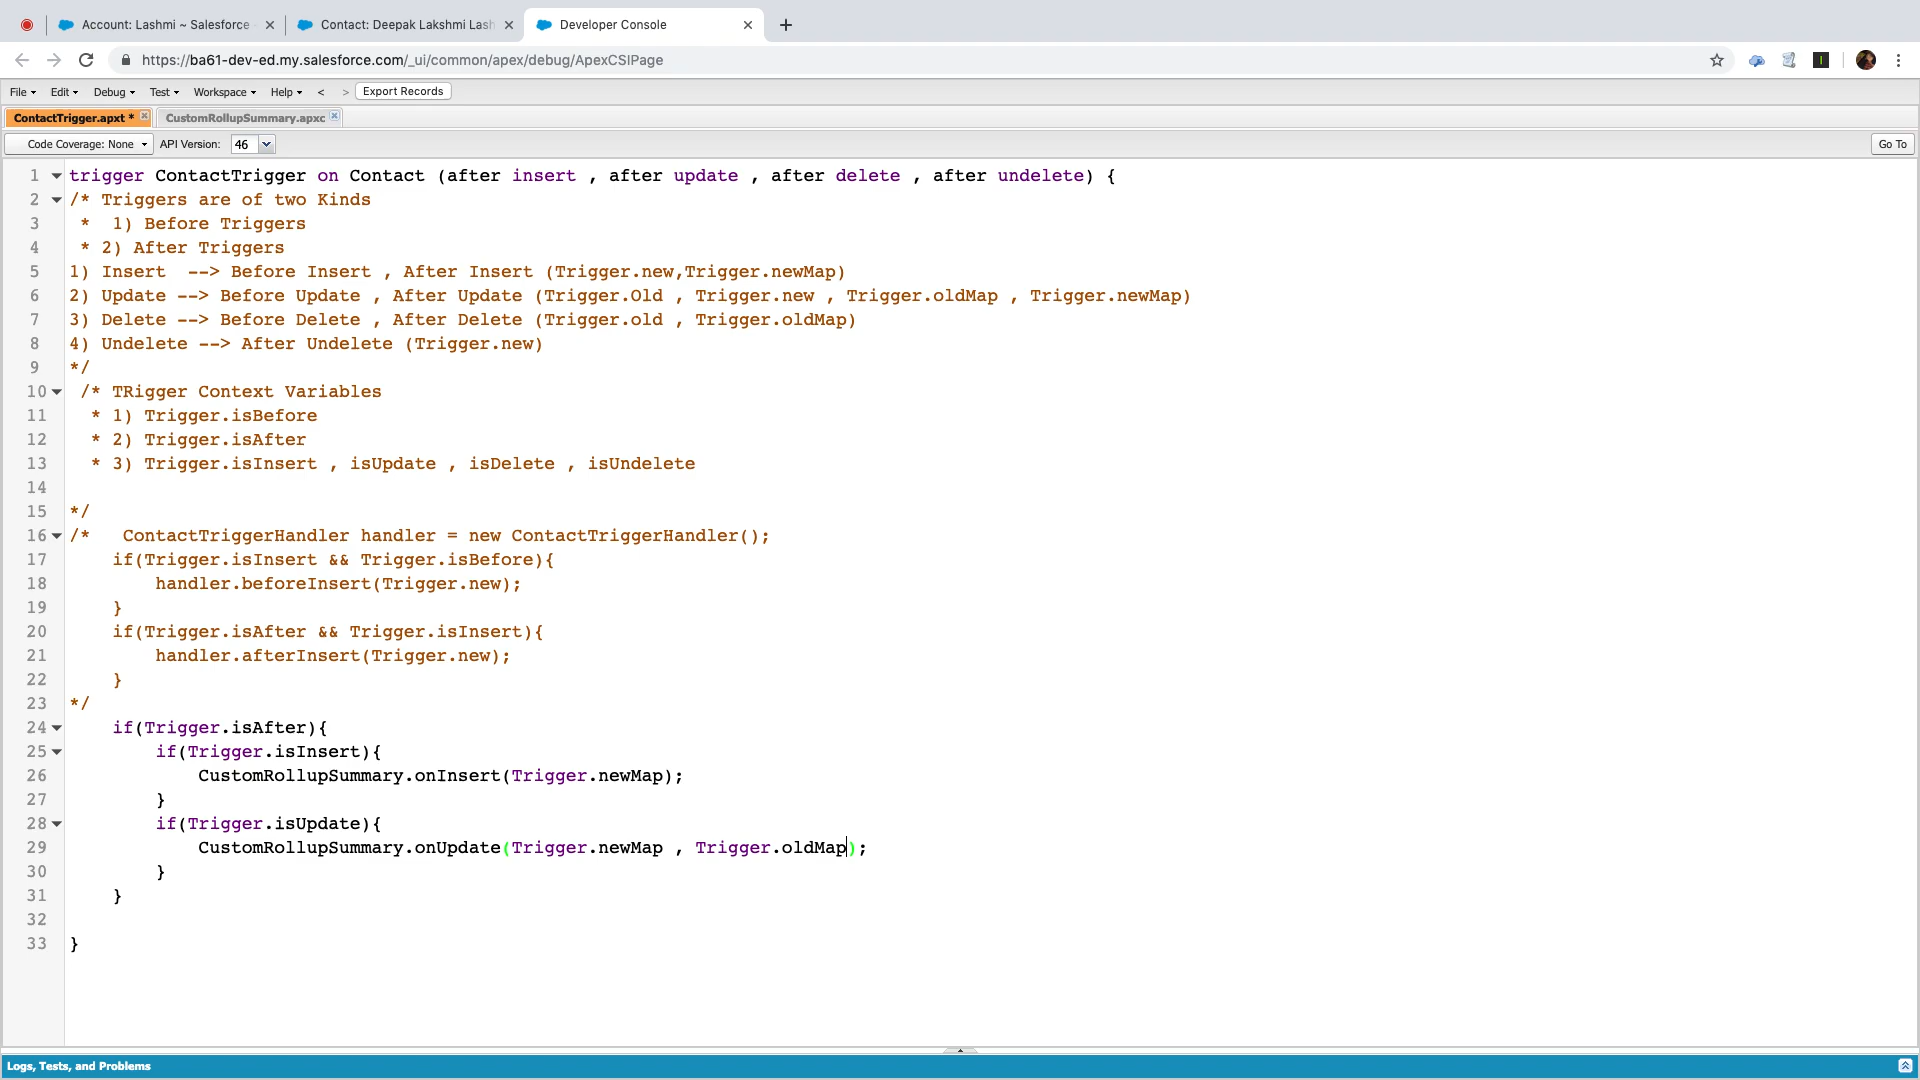 Account: Lashmi ~ Salesforce
Contact: Deepak Lakshmi Lash
Developer Console
https://ba61-dev-ed.my.salesforce.com/_ui/common/apex/debug/ApexCSIPage
File Edit Debug Test Workspace Help < > Export Records
ContactTrigger.apxt * CustomRollupSummary.apxc
Code Coverage: None API Version: 46 Go To
1 trigger ContactTrigger on Contact (after insert , after update , after delete , after undelete) {
2 /* Triggers are of two Kinds
3  *  1) Before Triggers
4  * 2) After Triggers
5 1) Insert  --> Before Insert , After Insert (Trigger.new,Trigger.newMap)
6 2) Update --> Before Update , After Update (Trigger.Old , Trigger.new , Trigger.oldMap , Trigger.newMap)
7 3) Delete --> Before Delete , After Delete (Trigger.old , Trigger.oldMap)
8 4) Undelete --> After Undelete (Trigger.new)
9 */
10  /* TRigger Context Variables
11   * 1) Trigger.isBefore
12   * 2) Trigger.isAfter
13   * 3) Trigger.isInsert , isUpdate , isDelete , isUndelete
14
15 */
16 /*   ContactTriggerHandler handler = new ContactTriggerHandler();
17     if(Trigger.isInsert && Trigger.isBefore){
18         handler.beforeInsert(Trigger.new);
19     }
20     if(Trigger.isAfter && Trigger.isInsert){
21         handler.afterInsert(Trigger.new);
22     }
23 */
24     if(Trigger.isAfter){
25         if(Trigger.isInsert){
26             CustomRollupSummary.onInsert(Trigger.newMap);
27         }
28         if(Trigger.isUpdate){
29             CustomRollupSummary.onUpdate(Trigger.newMap , Trigger.oldMap);
30         }
31     }
32
33 }
Logs, Tests, and Problems